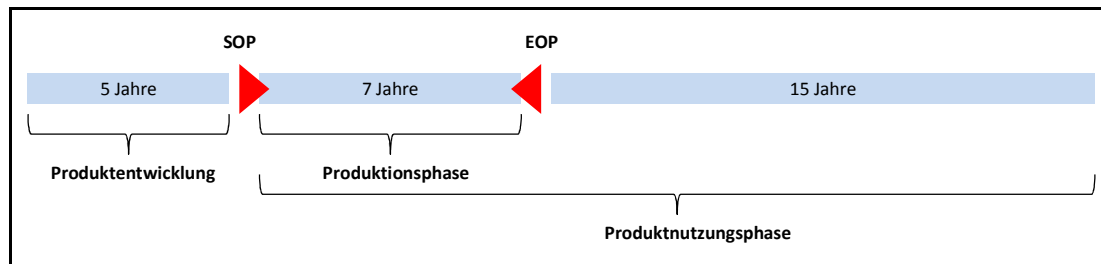 SOP
EOP
5 Jahre
7 Jahre
15 Jahre
Produktentwicklung
Produktionsphase
Produktnutzungsphase